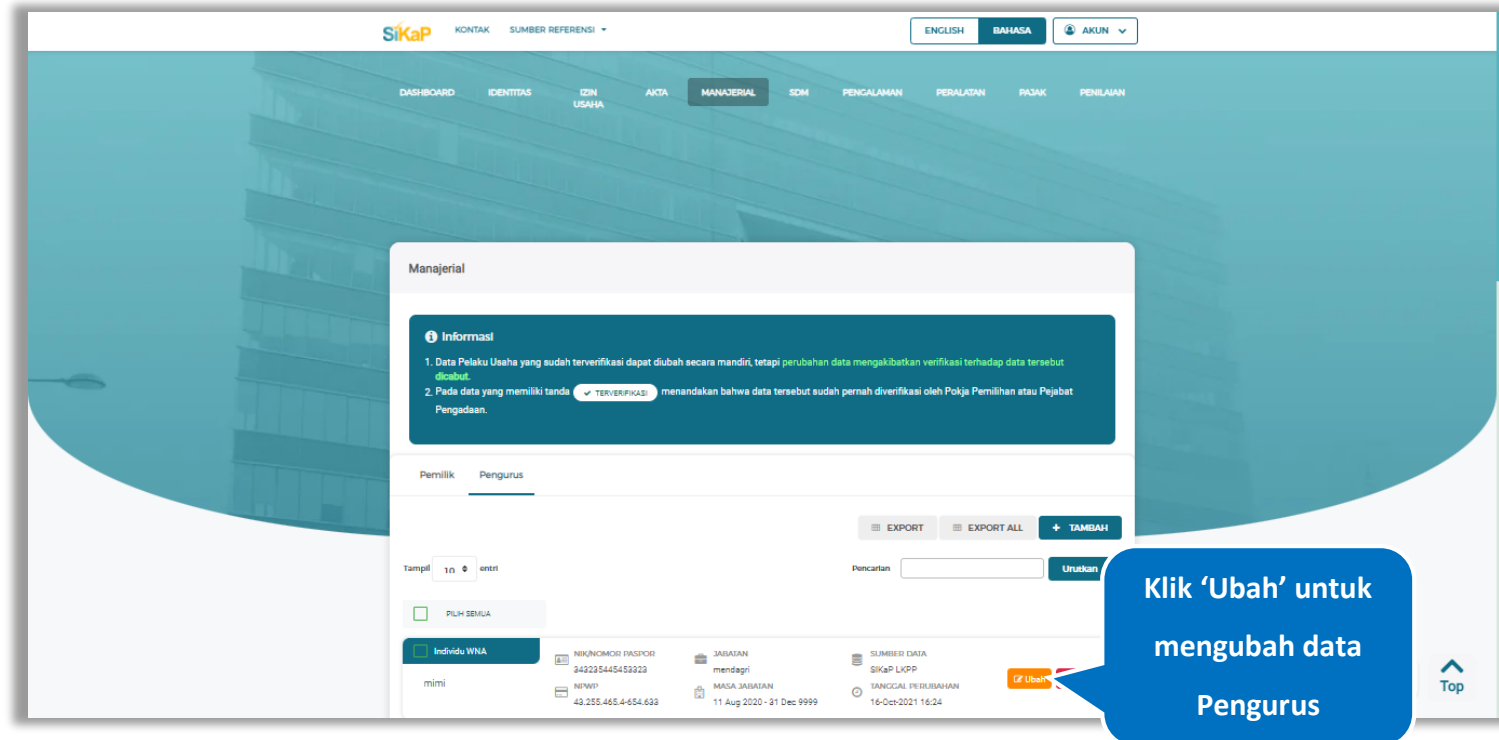 SiKaP KONTAK SUMBER REFERENSI ENGLISH BAHASA AKUN
DASHBOARD IDENTITAS IZIN USAHA AKTA MANAJERIAL SDM PENGALAMAN PERALATAN PAJAK PENILAIAN
Manajerial
Informasi
1. Data Pelaku Usaha yang sudah terverifikasi dapat diubah secara mandiri, tetapi perubahan data mengakibatkan verifikasi terhadap data tersebut
dicabut.
2. Pada data yang memiliki tanda TERVERIFIKASI menandakan bahwa data tersebut sudah pernah diverifikasi oleh Pokja Pemilihan atau Pejabat
Pengadaan.
Pemilik Pengurus
EXPORT EXPORT ALL + TAMBAH
Tampil 10 entri Pencarian Urutkan
PILIH SEMUA
Individu WNA
mimi
NIK/NOMOR PASPOR
343235445453323
NPWP
43.255.465.4-654.633
JABATAN
mendagri
MASA JABATAN
11 Aug 2020 - 31 Dec 9999
SUMBER DATA
SIKaP LKPP
TANGGAL PERUBAHAN
16-Oct-2021 16:24
Ubah
Klik ‘Ubah’ untuk
mengubah data
Pengurus
Top